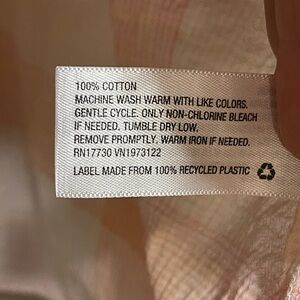 100% COTTON
MACHINE WASH WARM WITH LIKE COLORS.
GENTLE CYCLE. ONLY NON-CHLORINE BLEACH
IF NEEDED. TUMBLE DRY LOW.
REMOVE PROMPTLY. WARM IRON IF NEEDED.
RN17730 VN1973122
LABEL MADE FROM 100% RECYCLED PLASTIC